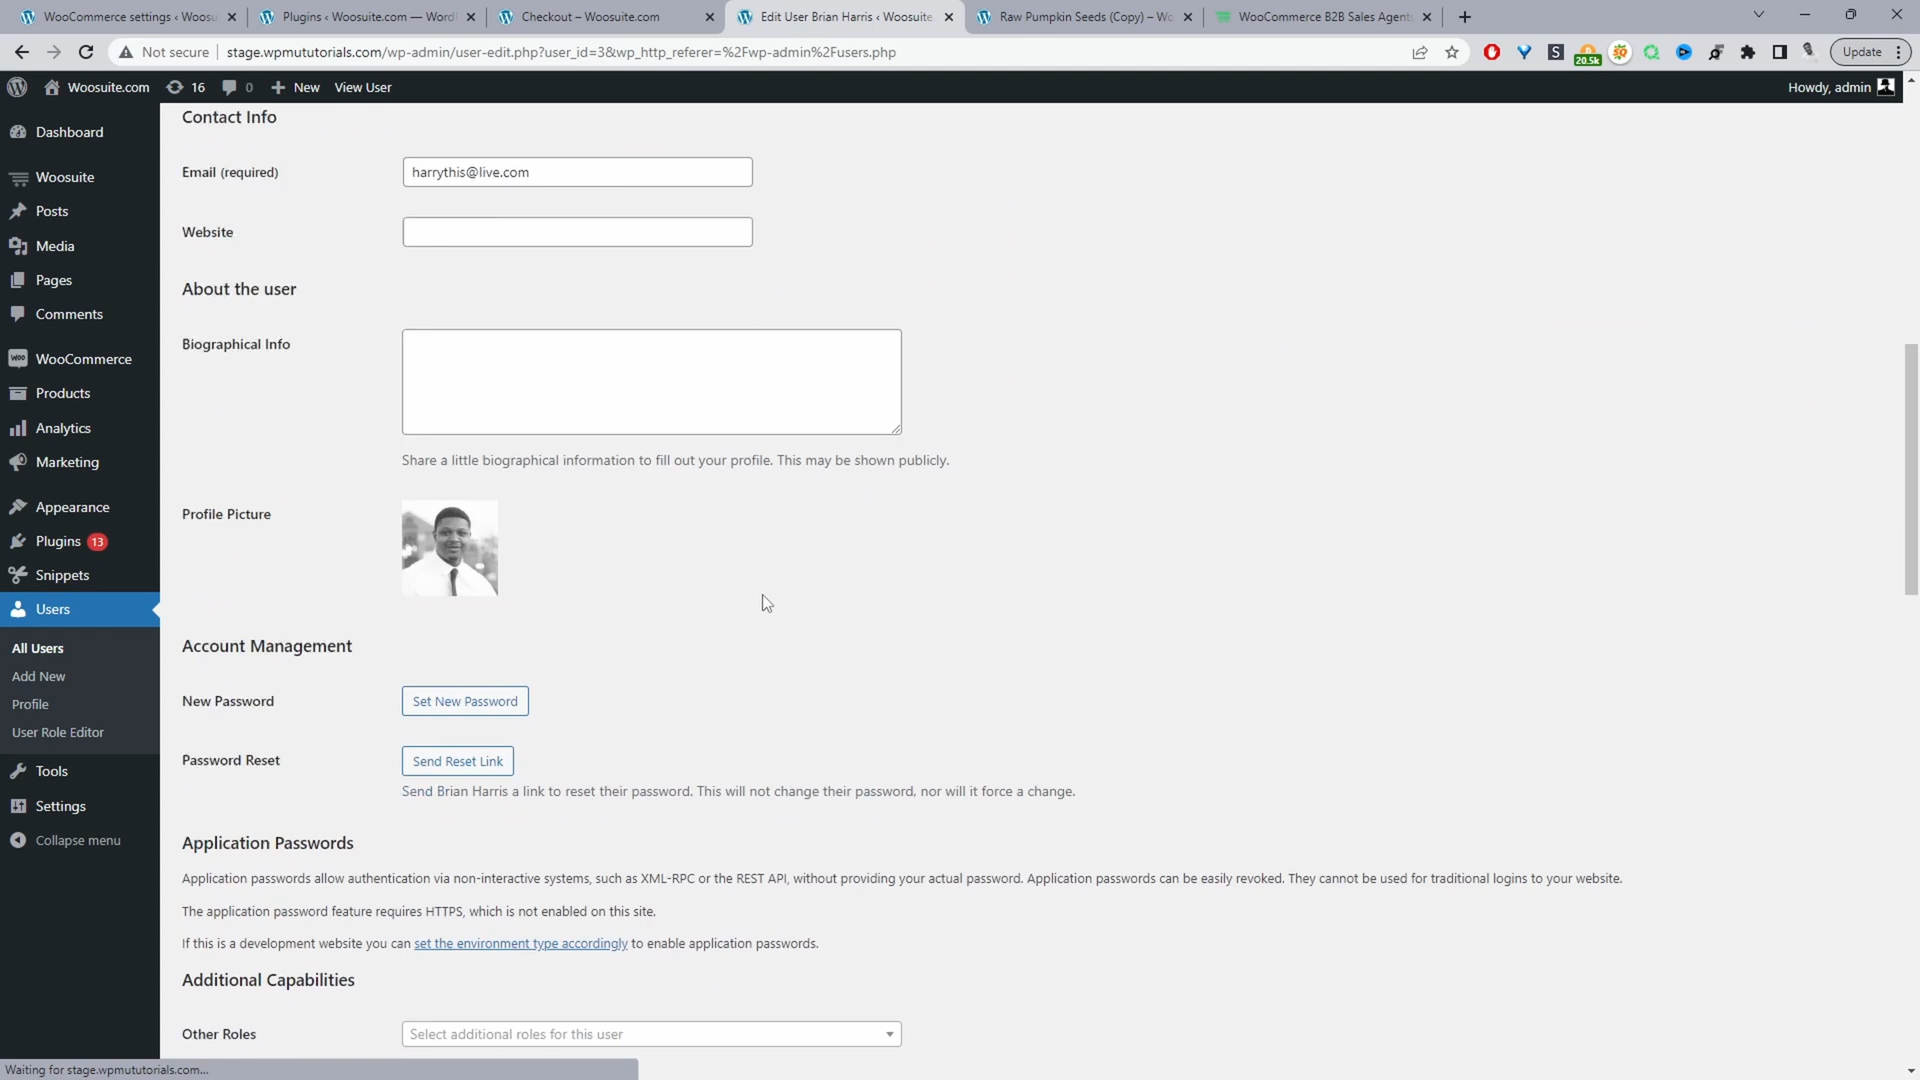 WooCommerce settings ‹ Woosu
Plugins ‹ Woosuite.com — Word
Checkout – Woosuite.com
Edit User Brian Harris ‹ Woosuite
Raw Pumpkin Seeds (Copy) – Wo
WooCommerce B2B Sales Agent
Not secure
stage.wpmututorials.com/wp-admin/user-edit.php?user_id=3&wp_http_referer=%2Fwp-admin%2Fusers.php
20.5k
Update
Woosuite.com
16
0
New
View User
Howdy, admin
Dashboard
Woosuite
Posts
Media
Pages
Comments
WooCommerce
Products
Analytics
Marketing
Appearance
Plugins 13
Snippets
Users
All Users
Add New
Profile
User Role Editor
Tools
Settings
Collapse menu
Contact Info
Email (required)
harrythis@live.com
Website
About the user
Biographical Info
Share a little biographical information to fill out your profile. This may be shown publicly.
Profile Picture
Account Management
New Password
Set New Password
Password Reset
Send Reset Link
Send Brian Harris a link to reset their password. This will not change their password, nor will it force a change.
Application Passwords
Application passwords allow authentication via non-interactive systems, such as XML-RPC or the REST API, without providing your actual password. Application passwords can be easily revoked. They cannot be used for traditional logins to your website.
The application password feature requires HTTPS, which is not enabled on this site.
If this is a development website you can set the environment type accordingly to enable application passwords.
Additional Capabilities
Other Roles
Select additional roles for this user
Waiting for stage.wpmututorials.com...